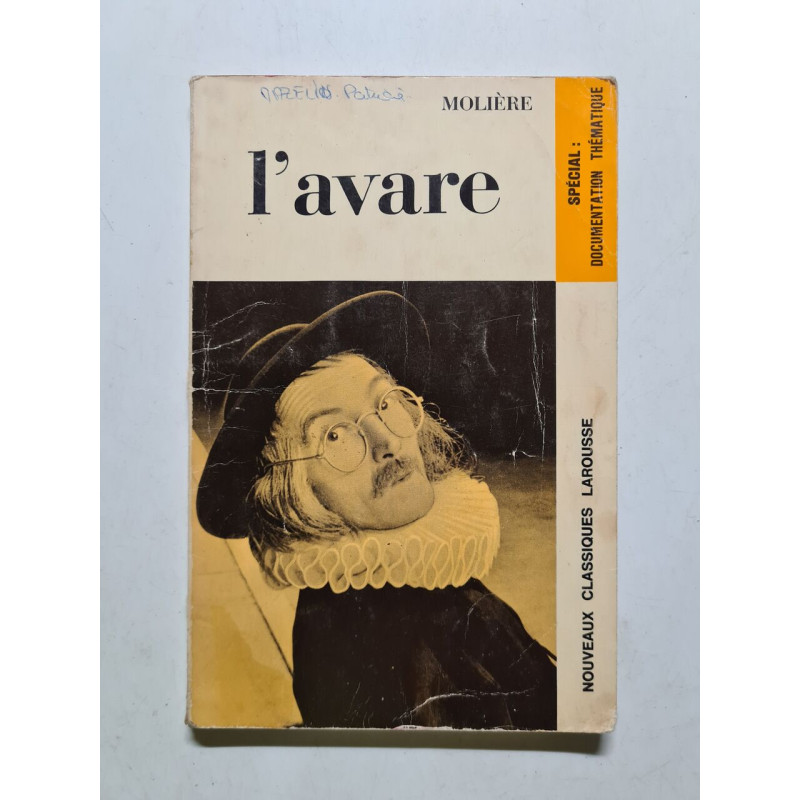 MOLIÈRE
l'avare
SPÉCIAL :
DOCUMENTATION THÉMATIQUE
NOUVEAUX CLASSIQUES LAROUSSE